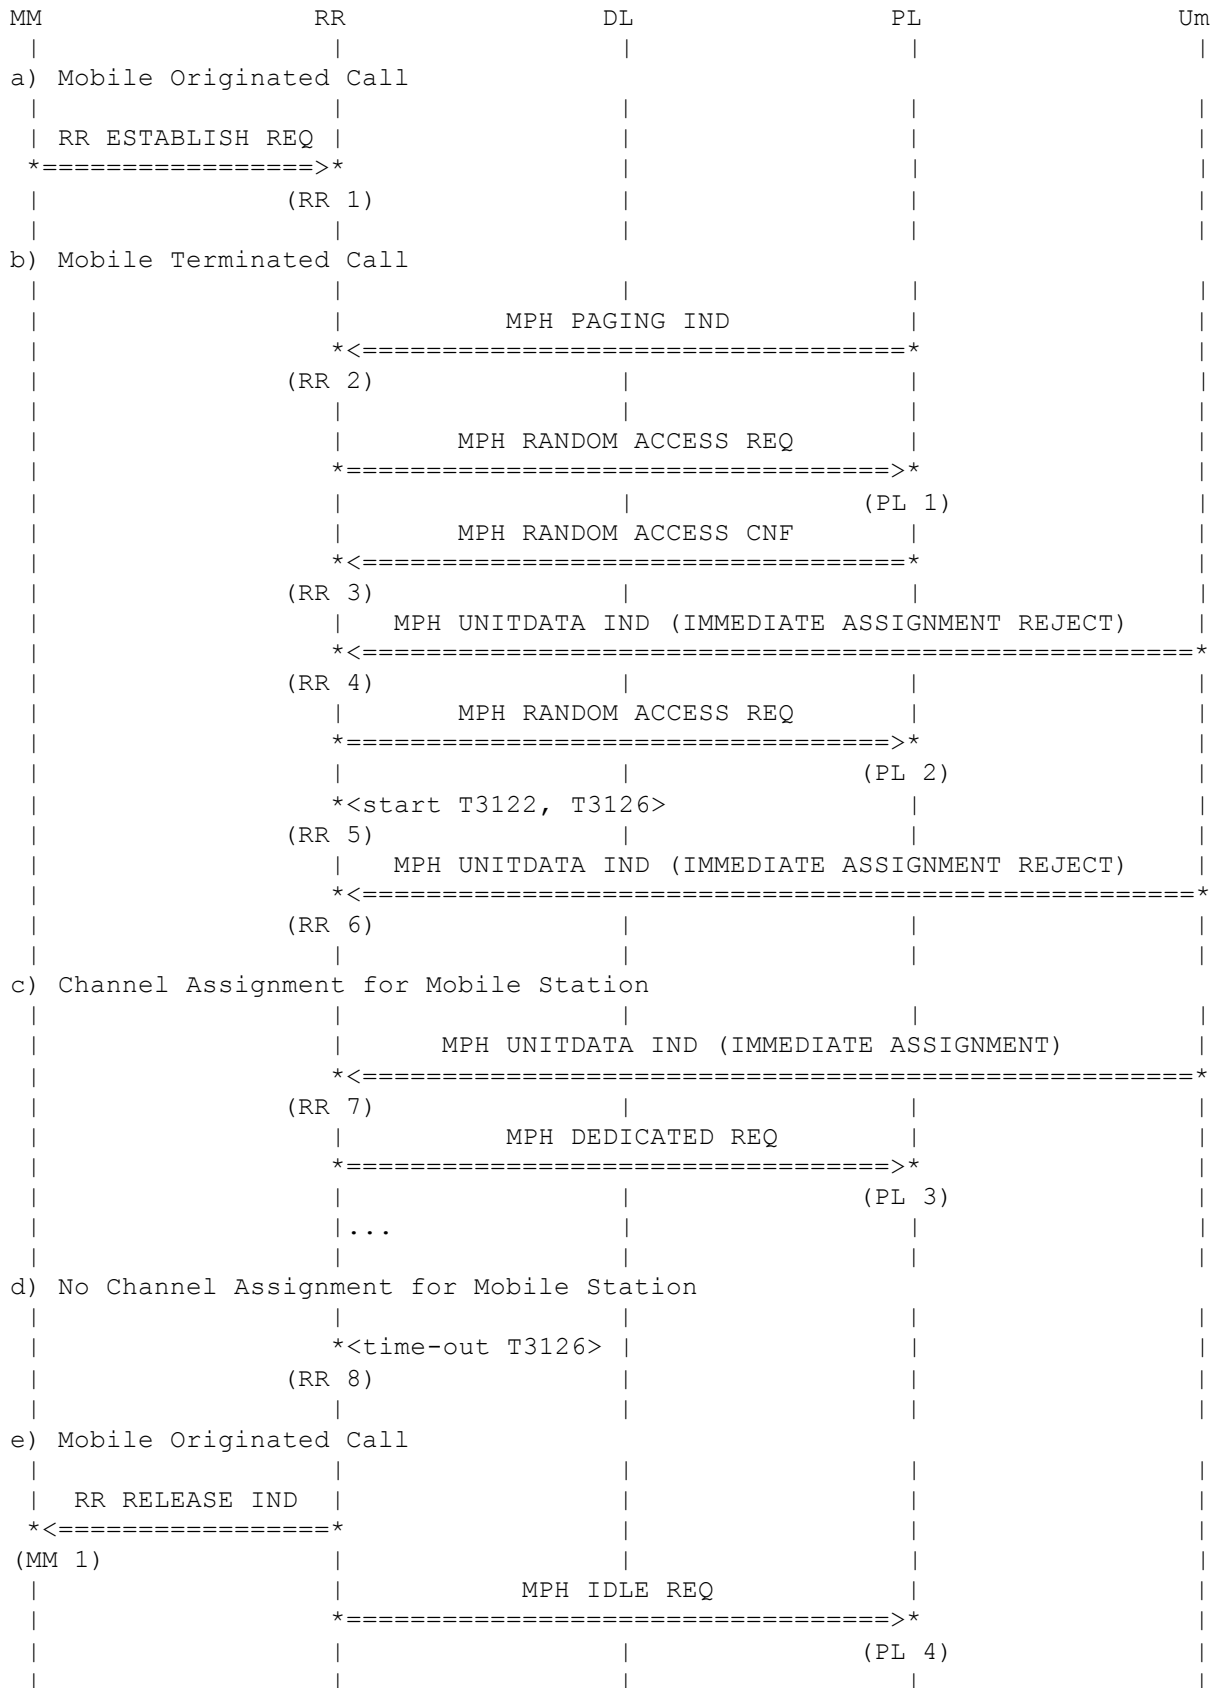 MM RR DL PL Um
a) Mobile Originated Call
RR ESTABLISH REQ
*=================>*
(RR 1)
b) Mobile Terminated Call
MPH PAGING IND
*<==================================*
(RR 2)
MPH RANDOM ACCESS REQ
*==================================>*
(PL 1)
MPH RANDOM ACCESS CNF
*<==================================*
(RR 3)
MPH UNITDATA IND (IMMEDIATE ASSIGNMENT REJECT)
*<====================================================*
(RR 4)
MPH RANDOM ACCESS REQ
*==================================>*
(PL 2)
*<start T3122, T3126>
(RR 5)
MPH UNITDATA IND (IMMEDIATE ASSIGNMENT REJECT)
*<====================================================*
(RR 6)
c) Channel Assignment for Mobile Station
MPH UNITDATA IND (IMMEDIATE ASSIGNMENT)
*<====================================================*
(RR 7)
MPH DEDICATED REQ
*==================================>*
(PL 3)
...
d) No Channel Assignment for Mobile Station
*<time-out T3126>
(RR 8)
e) Mobile Originated Call
RR RELEASE IND
*<=================*
(MM 1)
MPH IDLE REQ
*==================================>*
(PL 4)